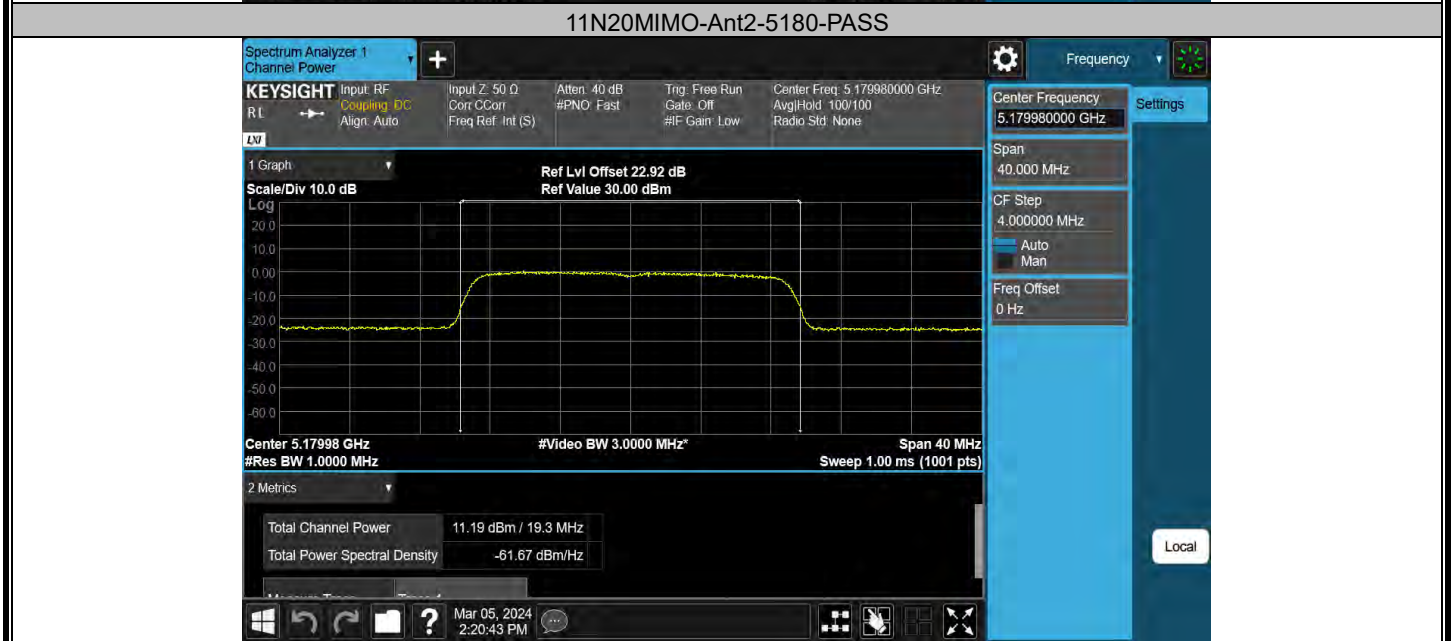 11N20MIMO-Ant2-5180-PASS
Spectrum Analyzer 1
Channel Power
+
Frequency
KEYSIGHT
RL
LXI
Input: RF
Coupling: DC
Align: Auto
Input Z: 50 Ω
Corr CCorr
Freq Ref: Int (S)
Atten: 40 dB
#PNO: Fast
Trig: Free Run
Gate: Off
#IF Gain: Low
Center Freq: 5.179980000 GHz
Avg|Hold: 100/100
Radio Std: None
Center Frequency
5.179980000 GHz
Settings
Span
40.000 MHz
CF Step
4.000000 MHz
Auto
Man
Freq Offset
0 Hz
1 Graph
Scale/Div 10.0 dB
Ref Lvl Offset 22.92 dB
Ref Value 30.00 dBm
Log
20.0
10.0
0.00
-10.0
-20.0
-30.0
-40.0
-50.0
-60.0
Center 5.17998 GHz
#Video BW 3.0000 MHz*
Span 40 MHz
#Res BW 1.0000 MHz
Sweep 1.00 ms (1001 pts)
2 Metrics
Total Channel Power 11.19 dBm / 19.3 MHz
Total Power Spectral Density -61.67 dBm/Hz
Local
?
Mar 05, 2024
2:20:43 PM